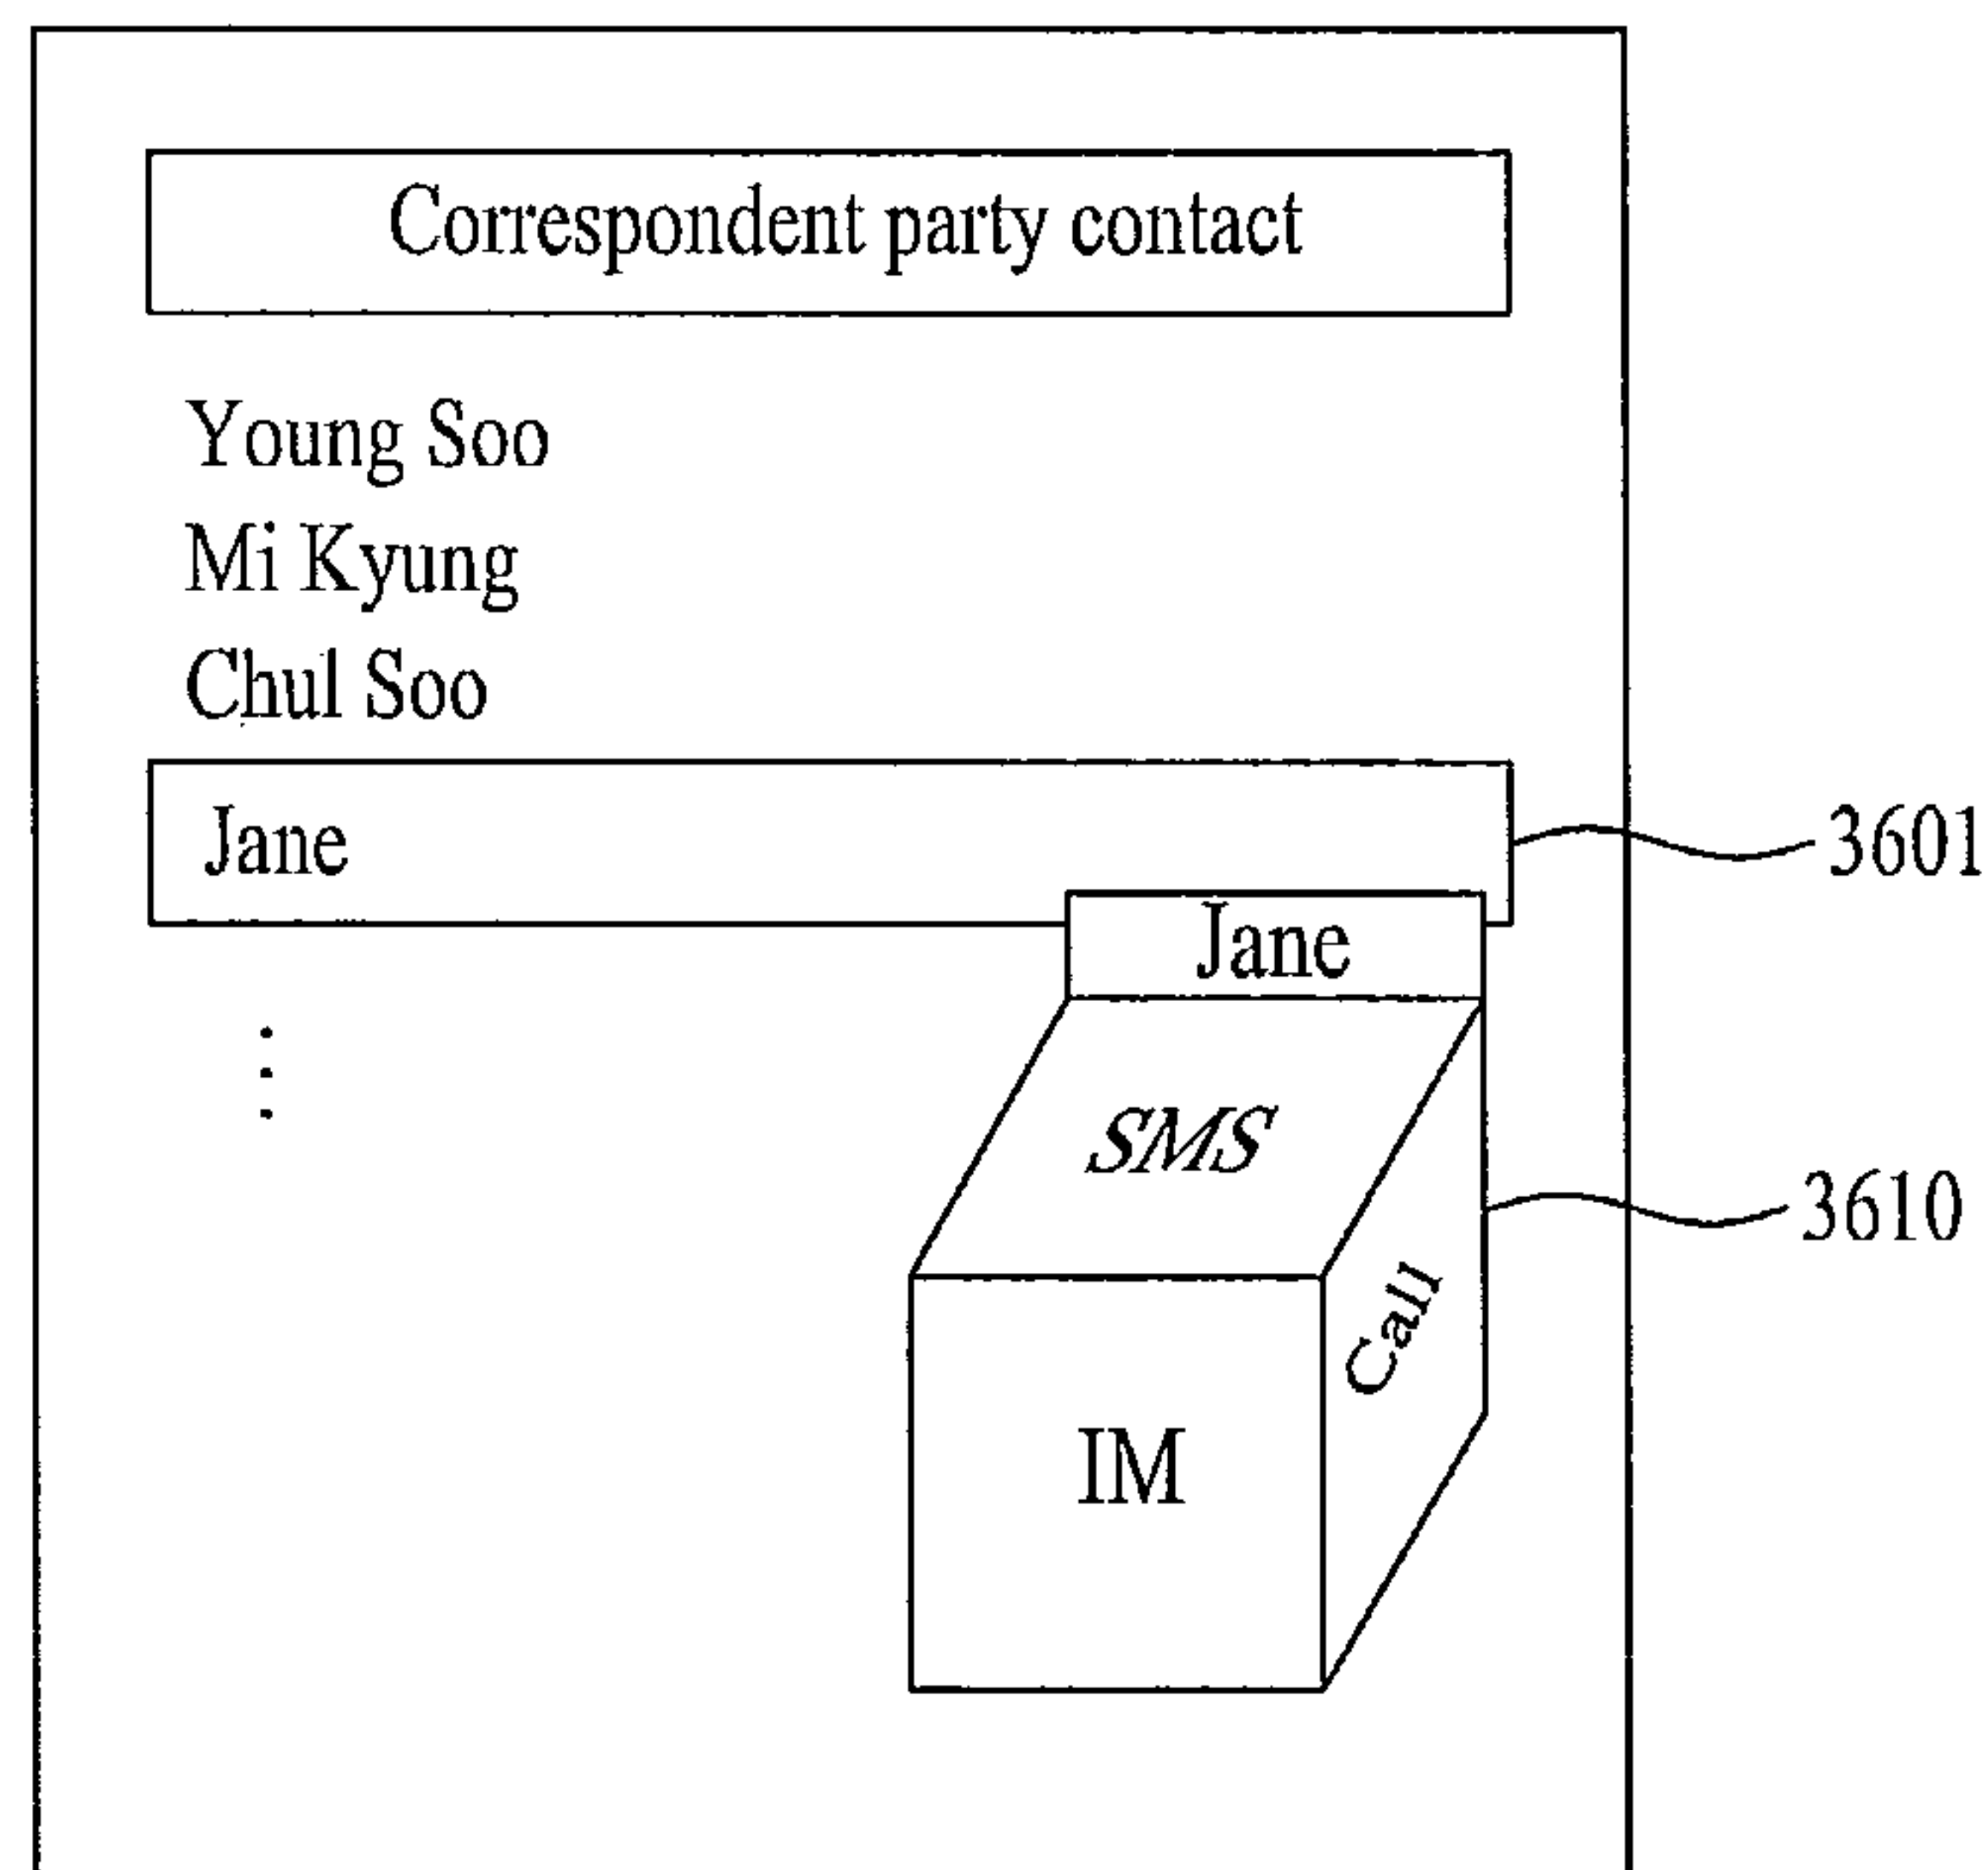 Correspondent party contact
Young Soo
Mi Kyung
Chul Soo
Jane
3601
Jane
SMS
3610
Call
IM